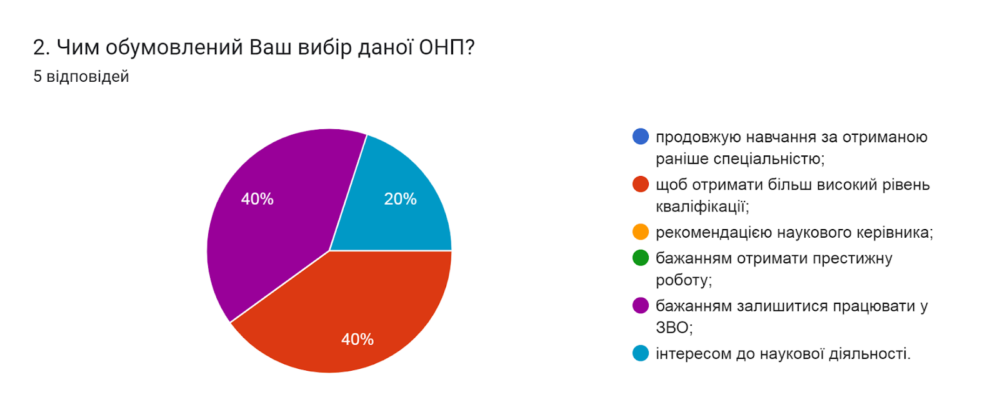 2. Чим обумовлений Ваш вибір даної ОНП?
5 відповідей
40%
20%
40%
продовжую навчання за отриманою
раніше спеціальністю;
щоб отримати більш високий рівень
кваліфікації;
рекомендацією наукового керівника;
бажанням отримати престижну
роботу;
бажанням залишитися працювати у
ЗВО;
інтересом до наукової діяльності.